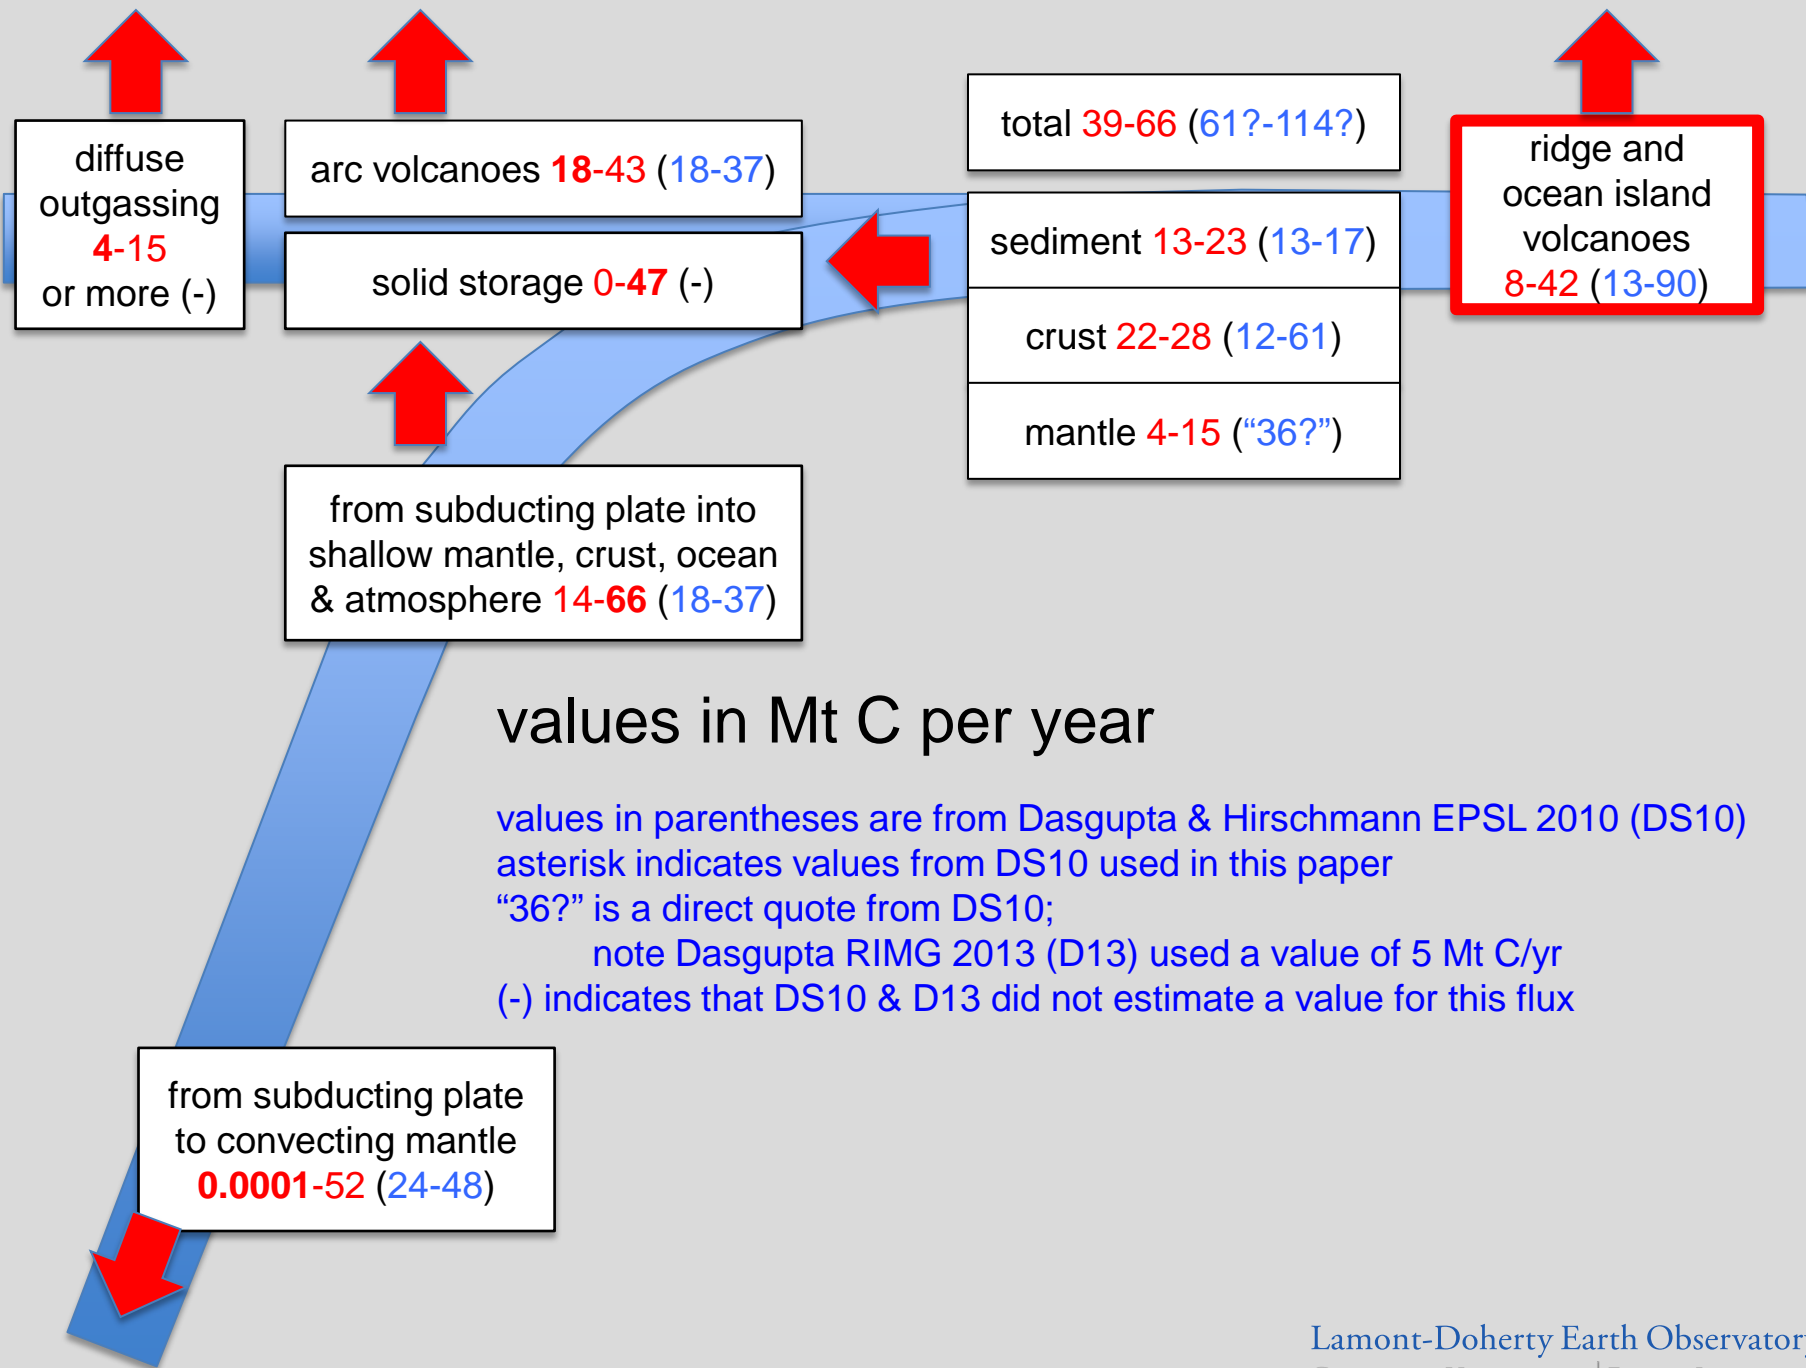 diffuse
outgassing
4-15
or more (-)
arc volcanoes 18-43 (18-37)
solid storage 0-47 (-)
total 39-66 (61?-114?)
sediment 13-23 (13-17)
crust 22-28 (12-61)
mantle 4-15 (“36?”)
ridge and
ocean island
volcanoes
8-42 (13-90)
from subducting plate into
shallow mantle, crust, ocean
& atmosphere 14-66 (18-37)
values in Mt C per year
values in parentheses are from Dasgupta & Hirschmann EPSL 2010 (DS10)
asterisk indicates values from DS10 used in this paper
“36?” is a direct quote from DS10;
note Dasgupta RIMG 2013 (D13) used a value of 5 Mt C/yr
(-) indicates that DS10 & D13 did not estimate a value for this flux
from subducting plate
to convecting mantle
0.0001-52 (24-48)
Lamont-Doherty Earth Observatory